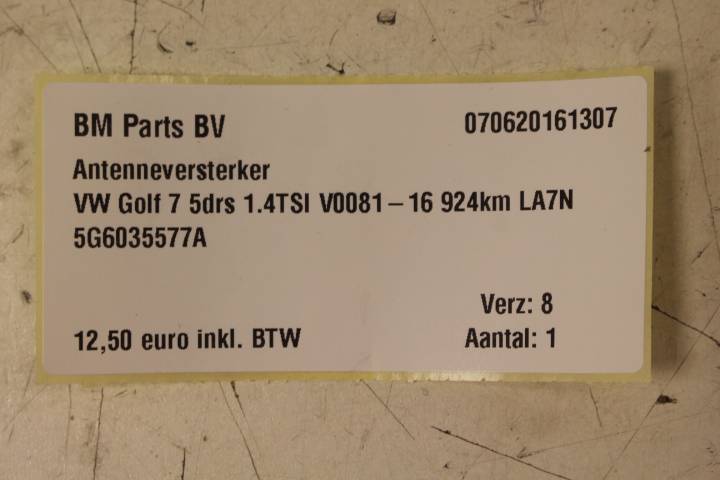 BM Parts BV 070620161307
Antenneversterker
VW Golf 7 5drs 1.4TSI V0081-16 924km LA7N
5G6035577A
Verz: 8
12,50 euro inkl. BTW Aantal: 1